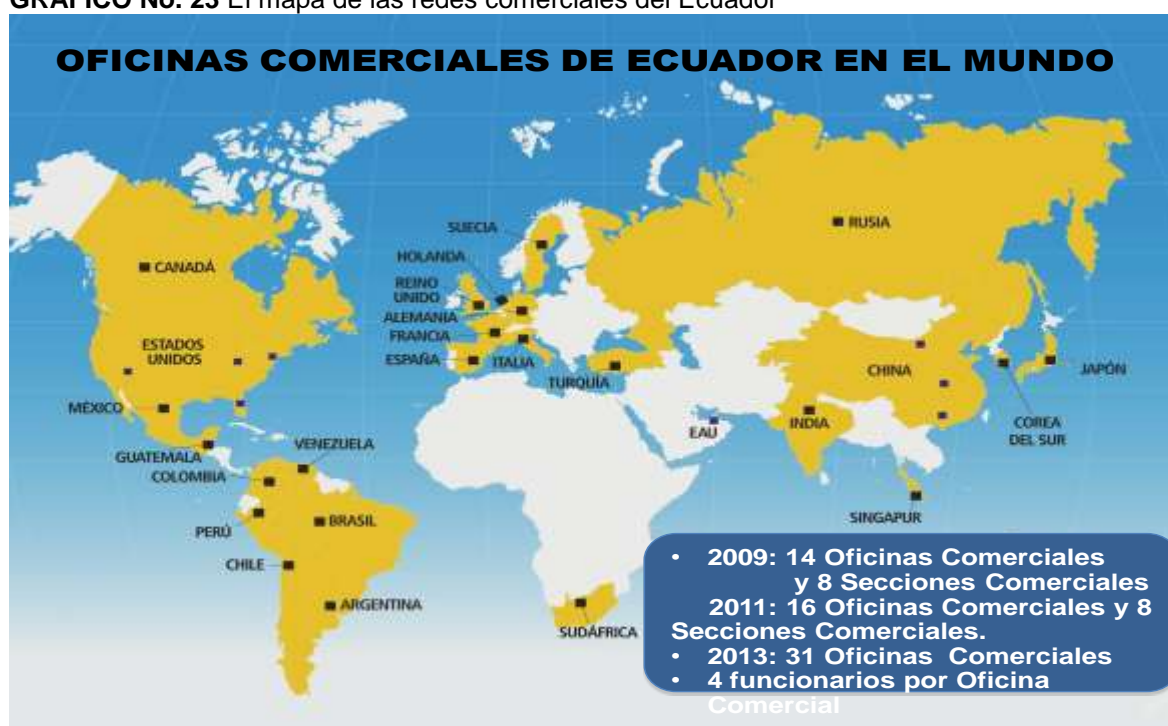 GRÁFICO No. 23 El mapa de las redes comerciales del Ecuador
OFICINAS COMERCIALES DE ECUADOR EN EL MUNDO
RUSIA
SUECIA
HOLANDA
CANADÁ
REINO
UNIDO
ALEMANIA
FRANCIA
ESTADOS
UNIDOS
ESPAÑA
ITALIA
TURQUÍA
CHINA
JAPÓN
MÉXICO
EAU
INDIA
COREA
DEL SUR
GUATEMALA
VENEZUELA
COLOMBIA
SINGAPUR
PERÚ
BRASIL
CHILE
ARGENTINA
SUDÁFRICA
• 2009: 14 Oficinas Comerciales
y 8 Secciones Comerciales
2011: 16 Oficinas Comerciales y 8
Secciones Comerciales.
• 2013: 31 Oficinas Comerciales
• 4 funcionarios por Oficina
Comercial